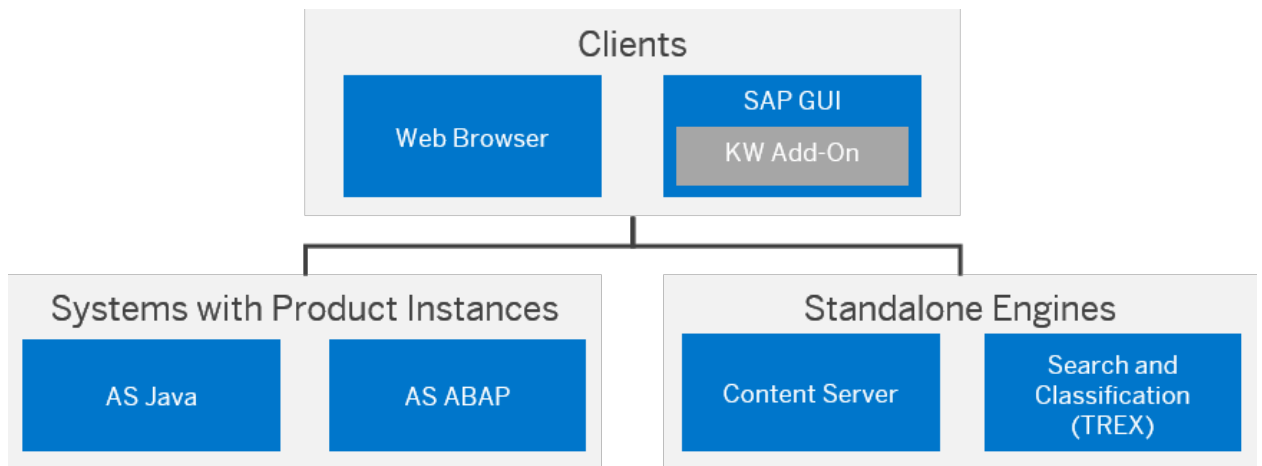 Clients
Web Browser
SAP GUI
KW Add-On
Systems with Product Instances
AS Java
AS ABAP
Standalone Engines
Content Server
Search and
Classification
(TREX)